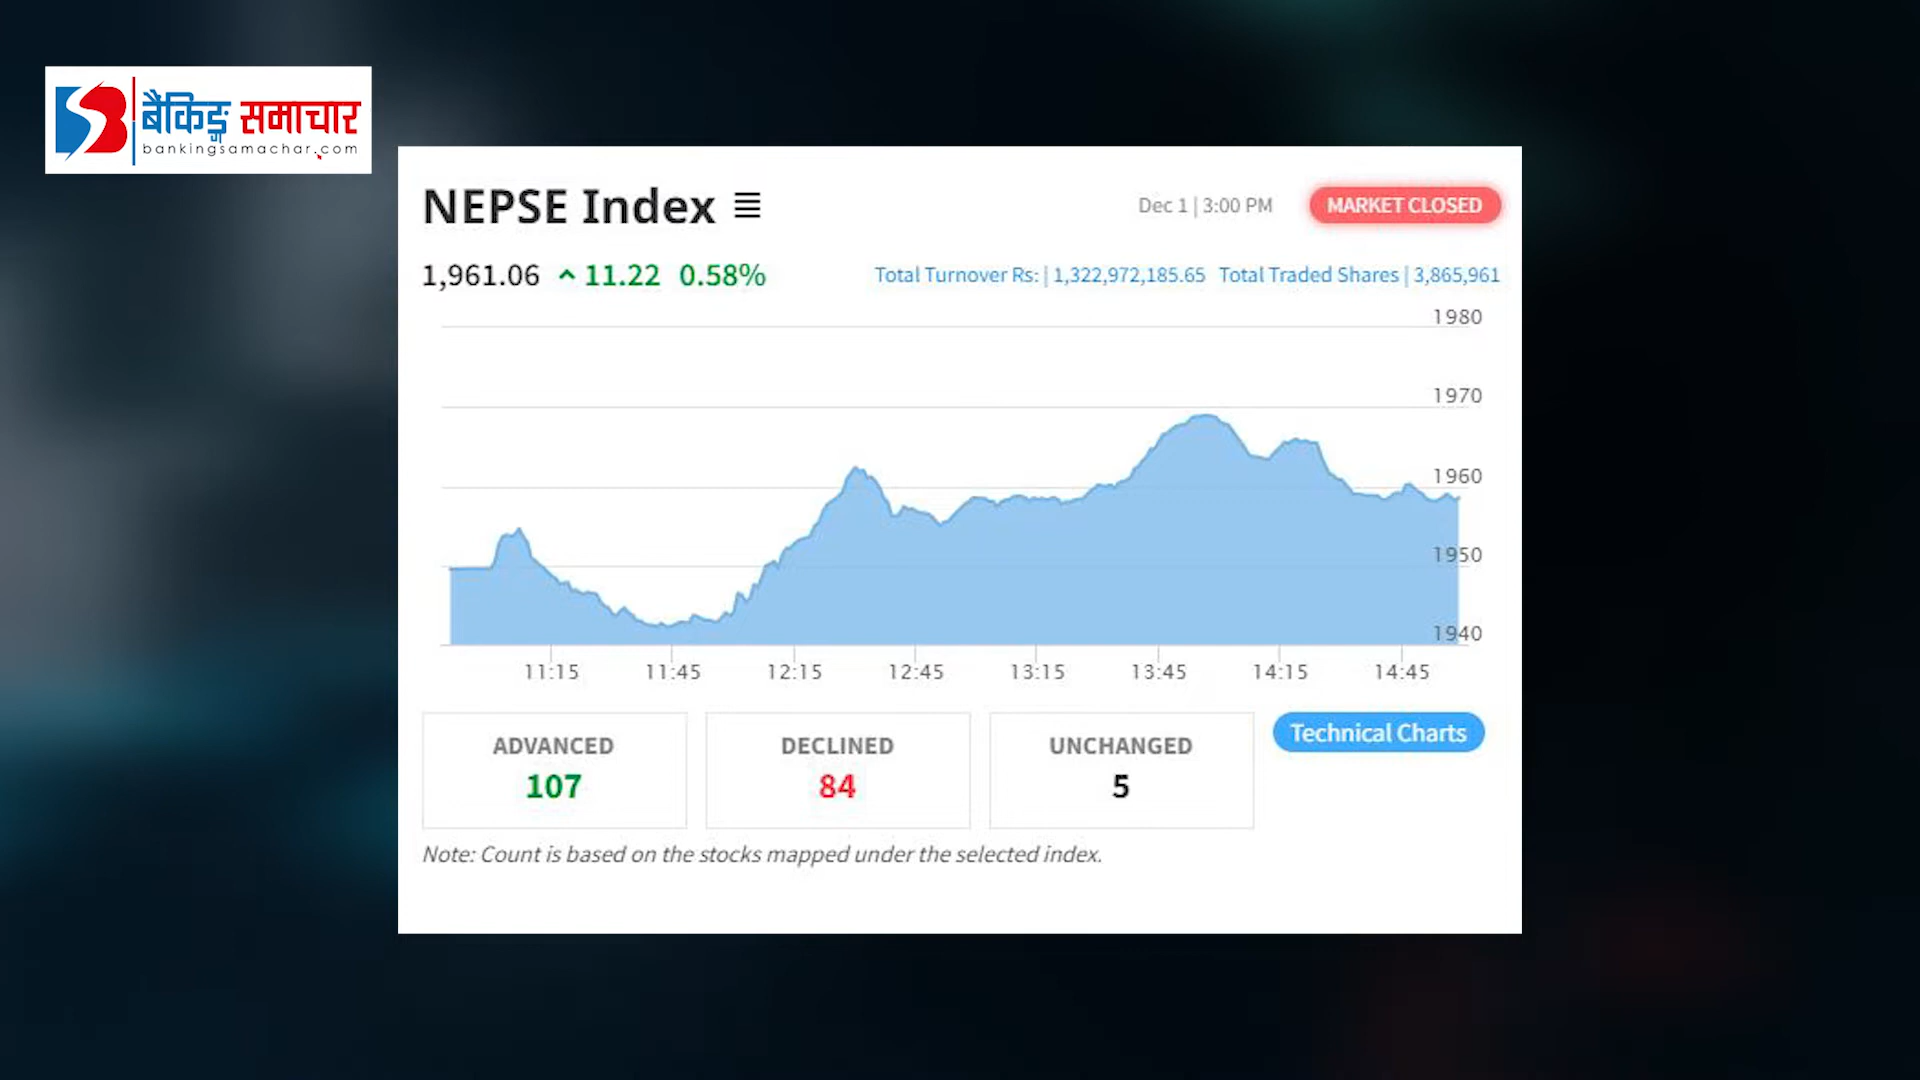 बैंकिङ्ग समाचार
bankingsamachar.com
NEPSE Index
Dec 1 | 3:00 PM
MARKET CLOSED
1,961.06 11.22 0.58%
Total Turnover Rs: | 1,322,972,185.65 Total Traded Shares | 3,865,961
1980
1970
1960
1950
1940
11:15 11:45 12:15 12:45 13:15 13:45 14:15 14:45
ADVANCED
107
DECLINED
84
UNCHANGED
5
Technical Charts
Note: Count is based on the stocks mapped under the selected index.